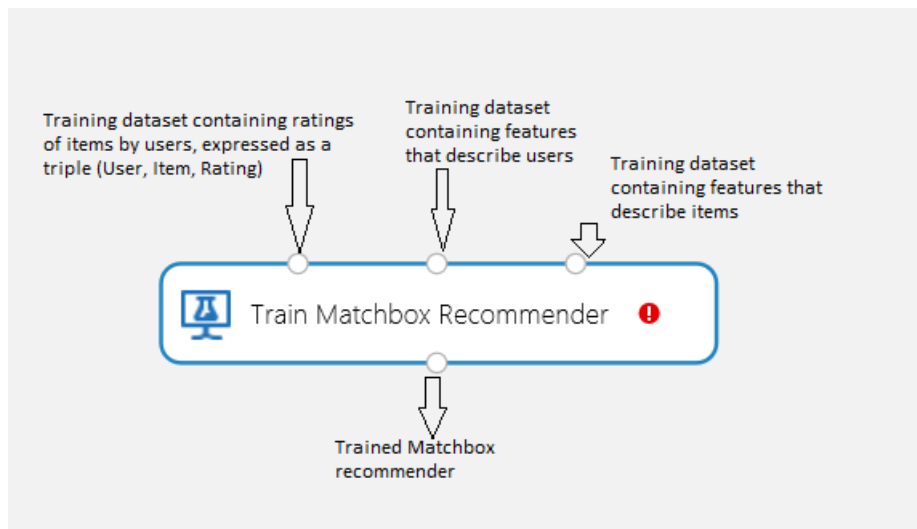 Training dataset containing ratings
of items by users, expressed as a
triple (User, Item, Rating)
Training dataset
containing features
that describe users
Training dataset
containing features that
describe items
Train Matchbox Recommender
Trained Matchbox
recommender